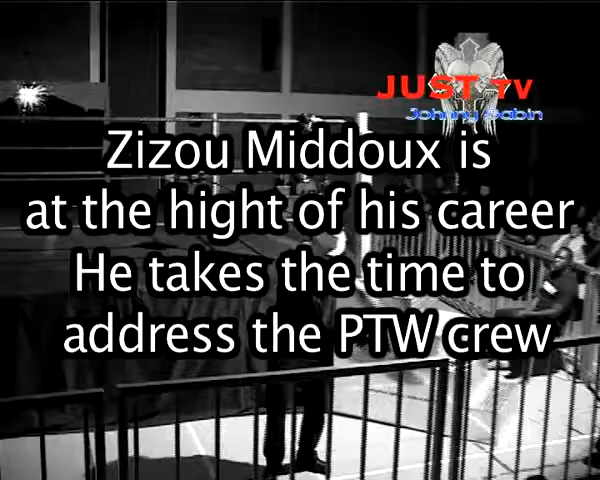 JUST TV
Johnny Sabin
Zizou Middoux is
at the hight of his career
He takes the time to
address the PTW crew